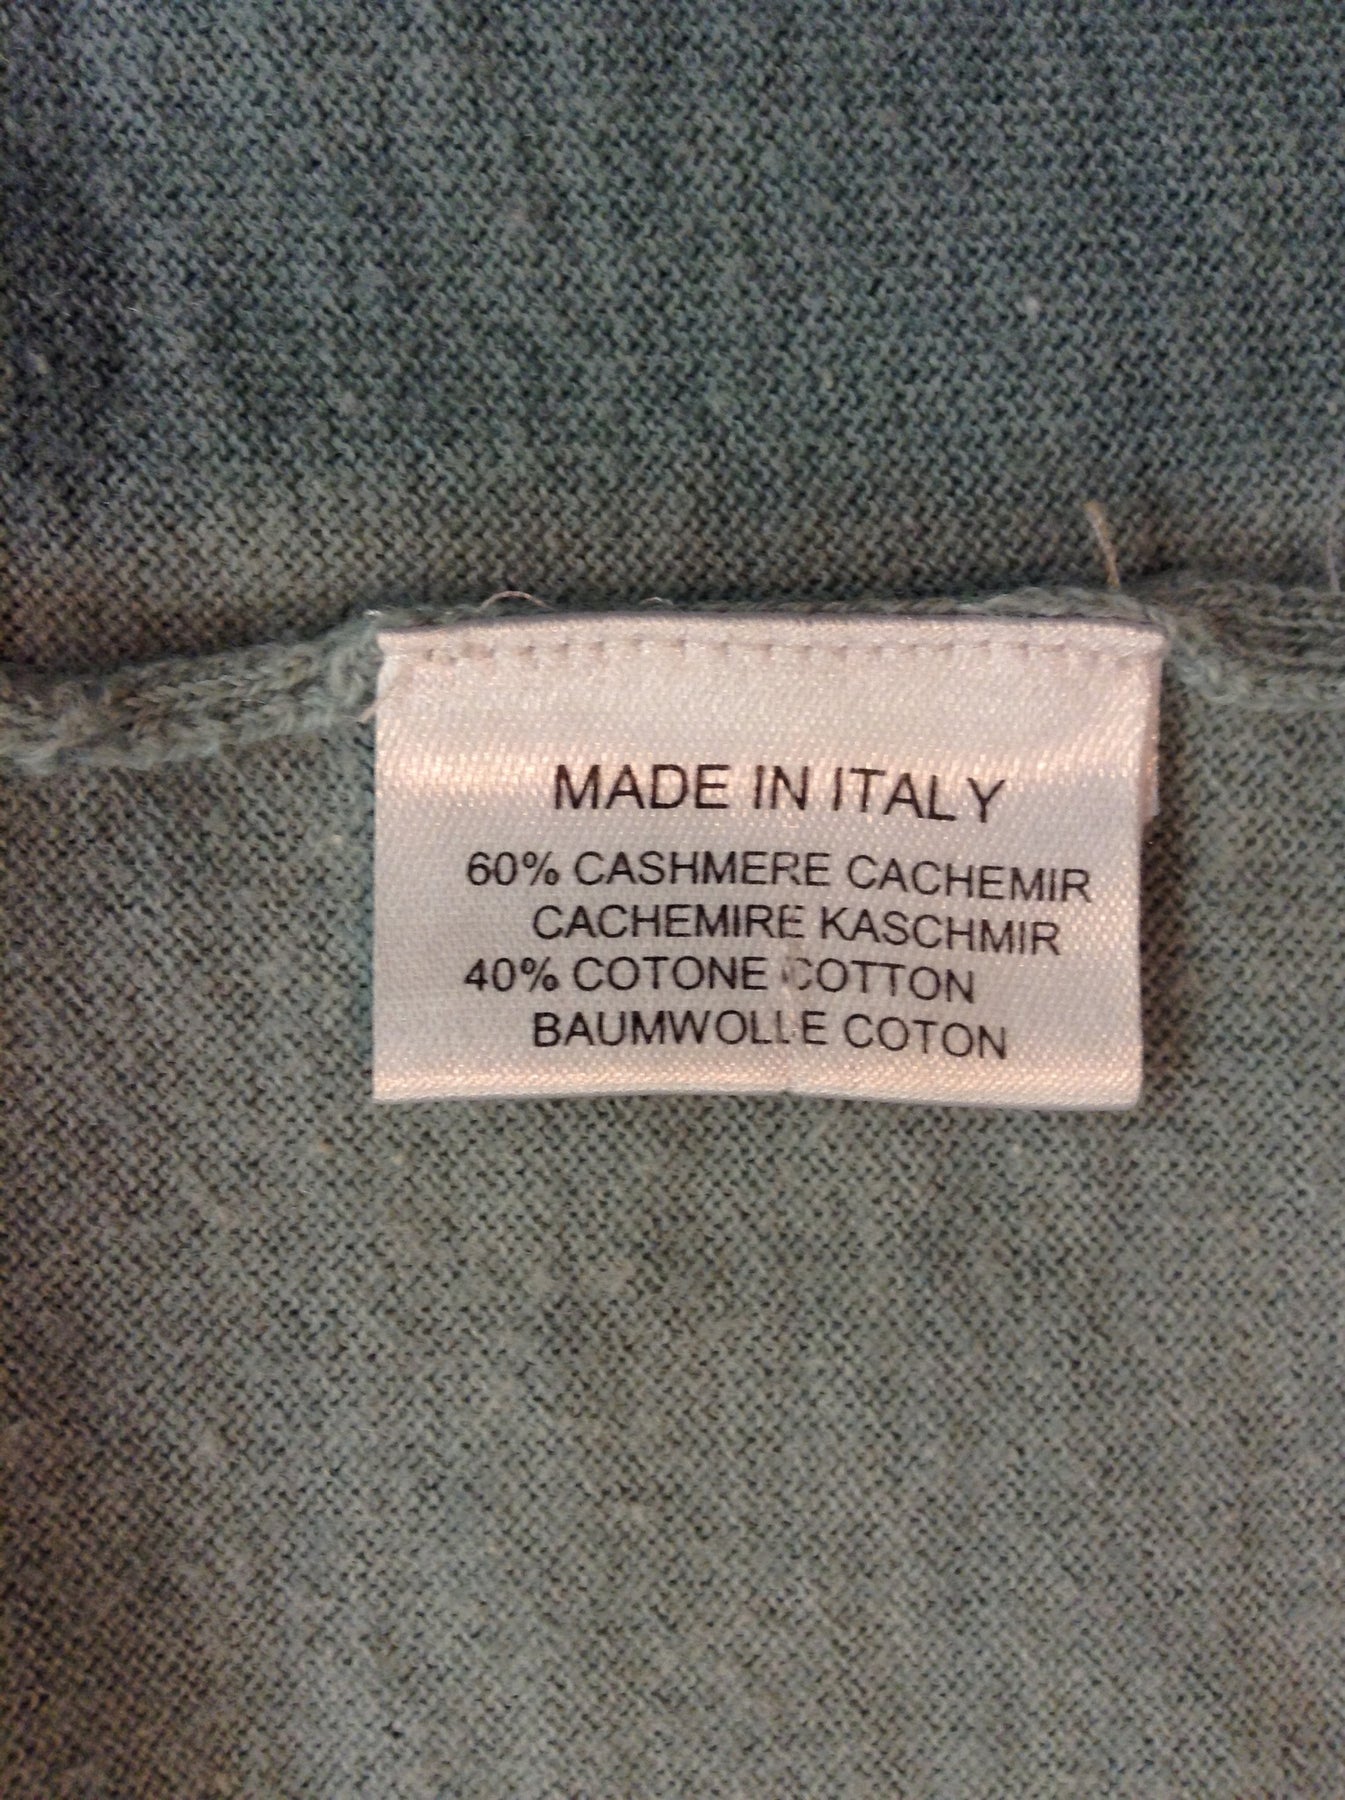 MADE IN ITALY
60% CASHMERE CACHEMIR
CACHEMIRE KASCHMIR
40% COTONE COTTON
BAUMWOLLE COTON